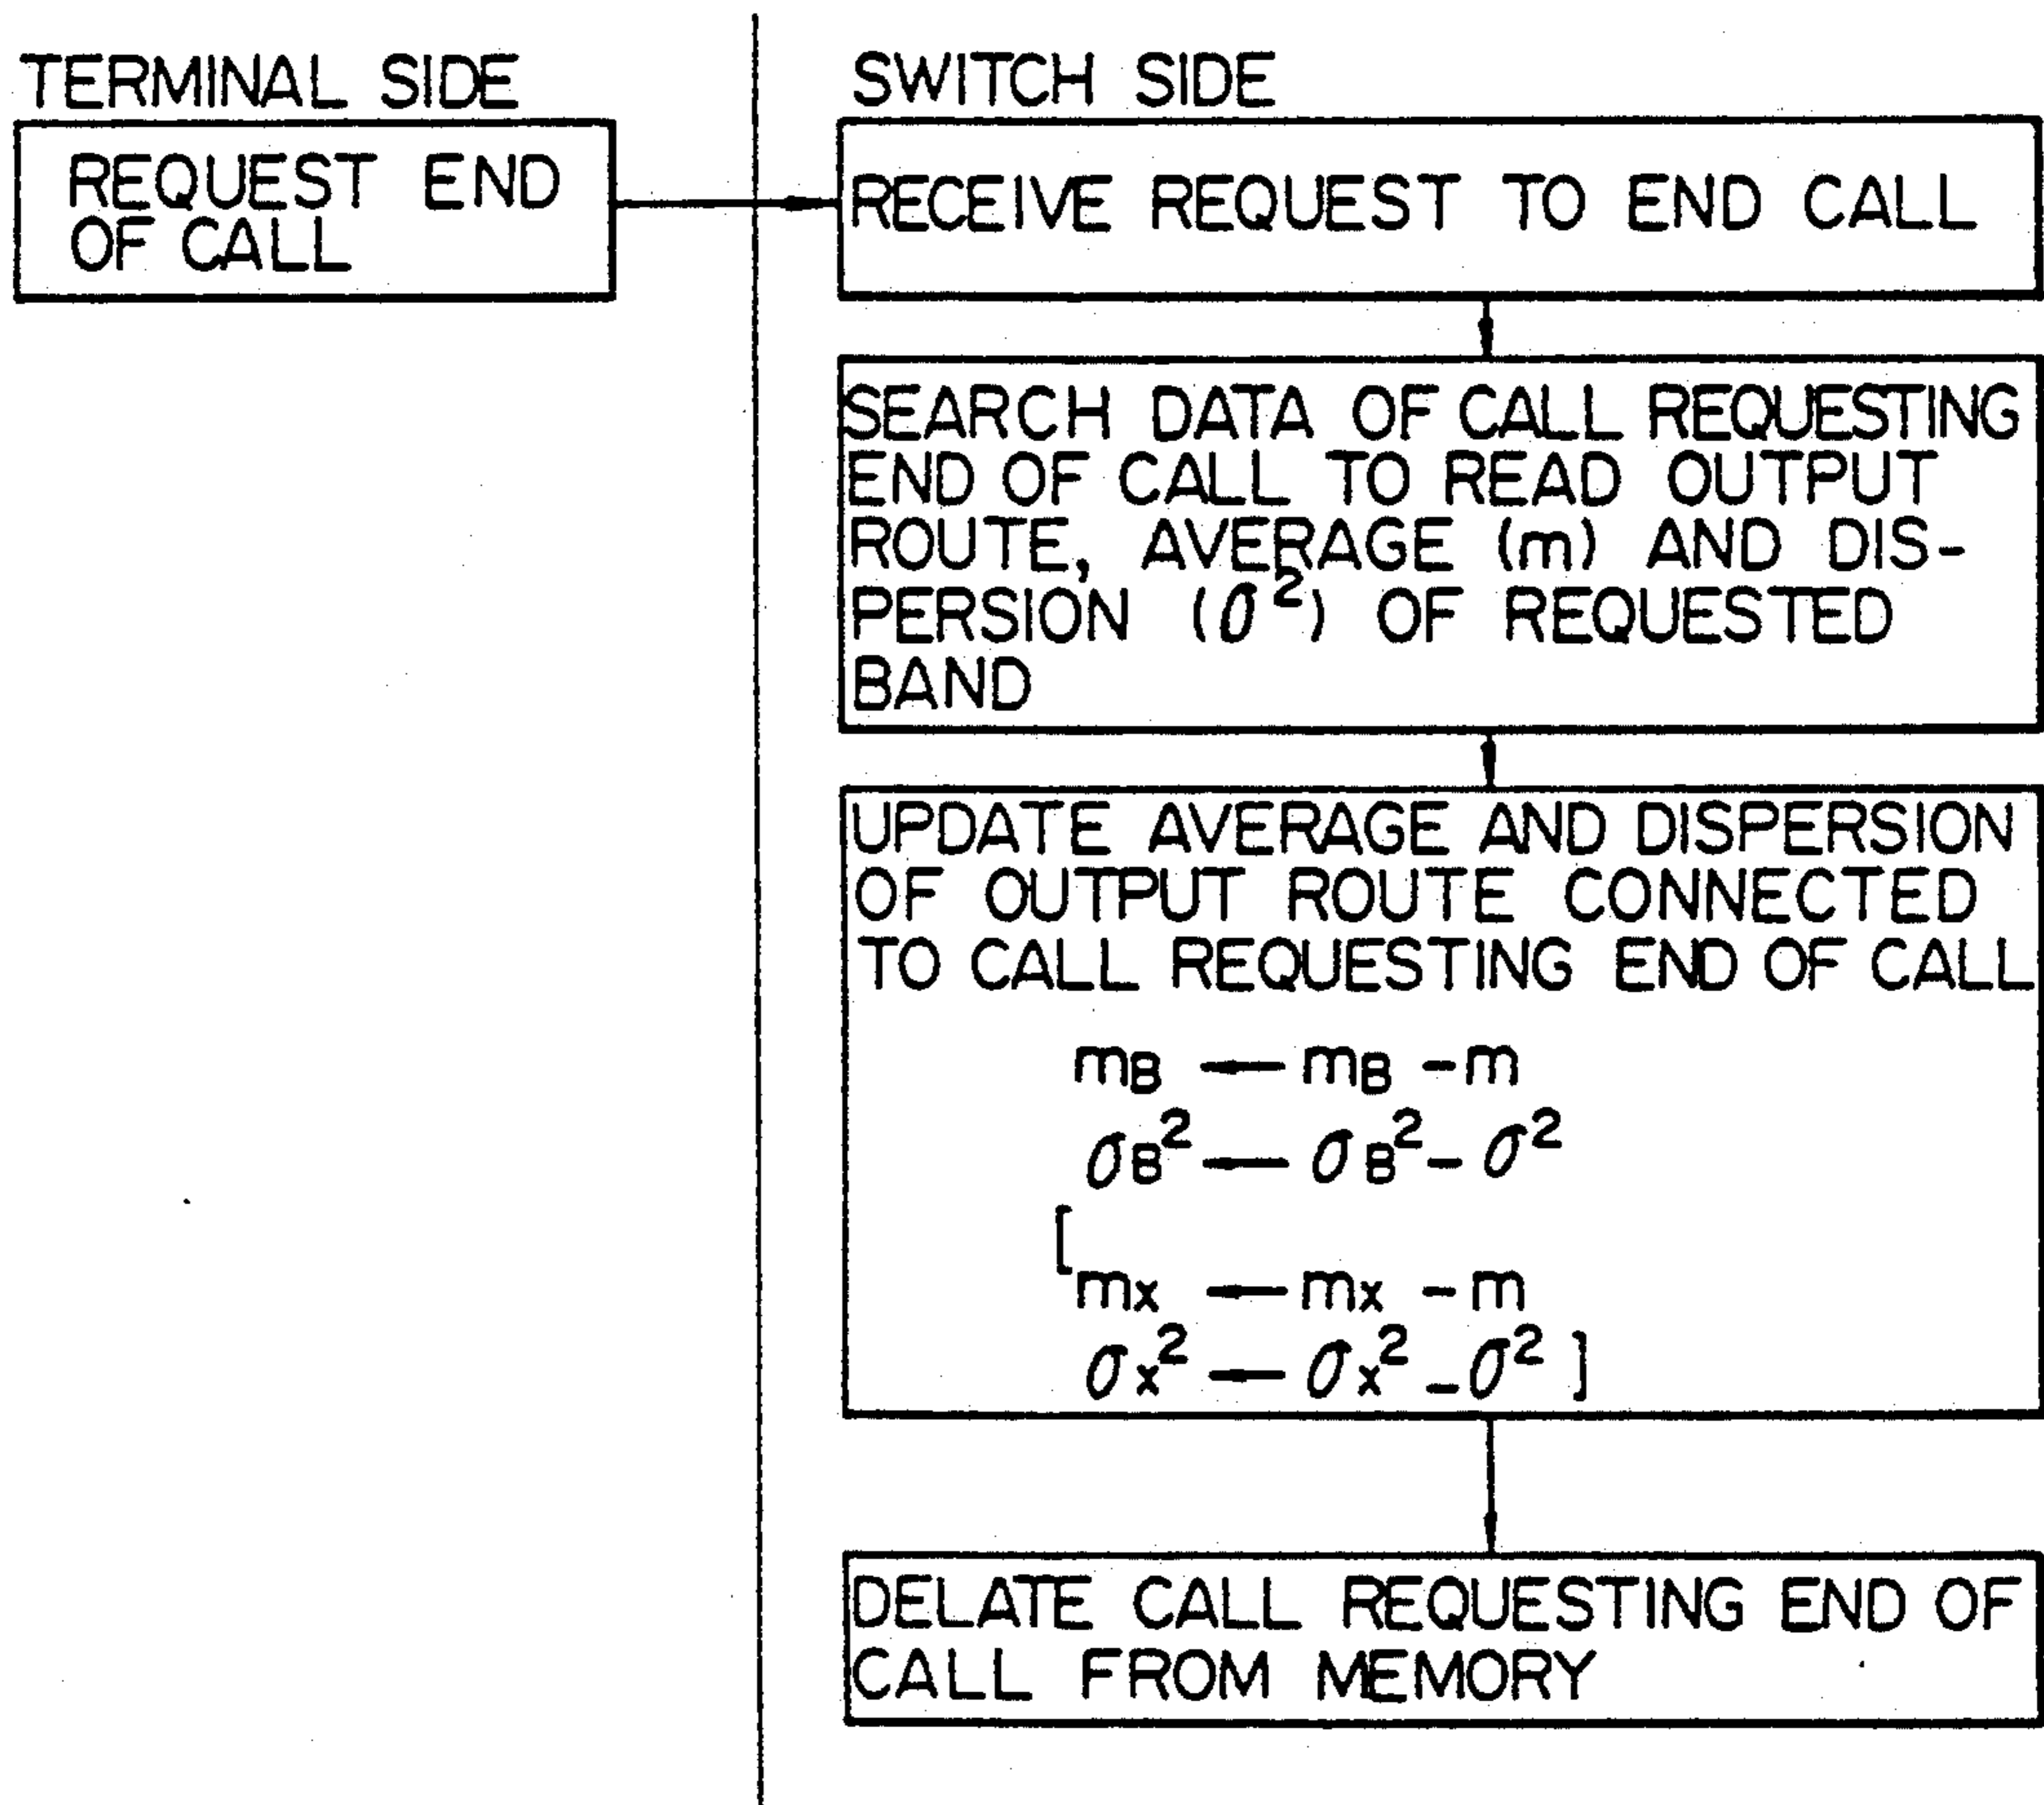 TERMINAL SIDE
REQUEST END
OF CALL
SWITCH SIDE
RECEIVE REQUEST TO END CALL
SEARCH DATA OF CALL REQUESTING
END OF CALL TO READ OUTPUT
ROUTE, AVERAGE (m) AND DIS-
PERSION (σ²) OF REQUESTED
BAND
UPDATE AVERAGE AND DISPERSION
OF OUTPUT ROUTE CONNECTED
TO CALL REQUESTING END OF CALL
mB ← mB - m
σB² ← σB² - σ²
[
mx ← mx - m
σx² ← σx² - σ² ]
DELATE CALL REQUESTING END OF
CALL FROM MEMORY